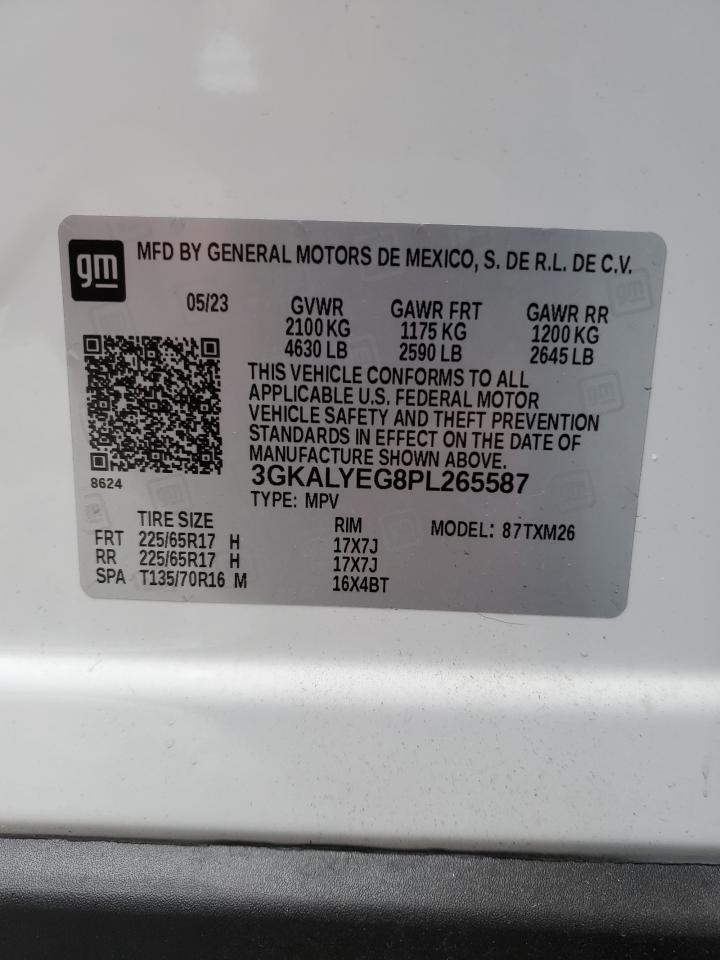 gm
MFD BY GENERAL MOTORS DE MEXICO, S. DE R.L. DE C.V.
05/23 GVWR GAWR FRT GAWR RR
2100 KG 1175 KG 1200 KG
4630 LB 2590 LB 2645 LB
THIS VEHICLE CONFORMS TO ALL
APPLICABLE U.S. FEDERAL MOTOR
VEHICLE SAFETY AND THEFT PREVENTION
STANDARDS IN EFFECT ON THE DATE OF
MANUFACTURE SHOWN ABOVE.
8624 3GKALYEG8PL265587
TYPE: MPV
TIRE SIZE RIM MODEL: 87TXM26
FRT 225/65R17 H 17X7J
RR 225/65R17 H 17X7J
SPA T135/70R16 M 16X4BT